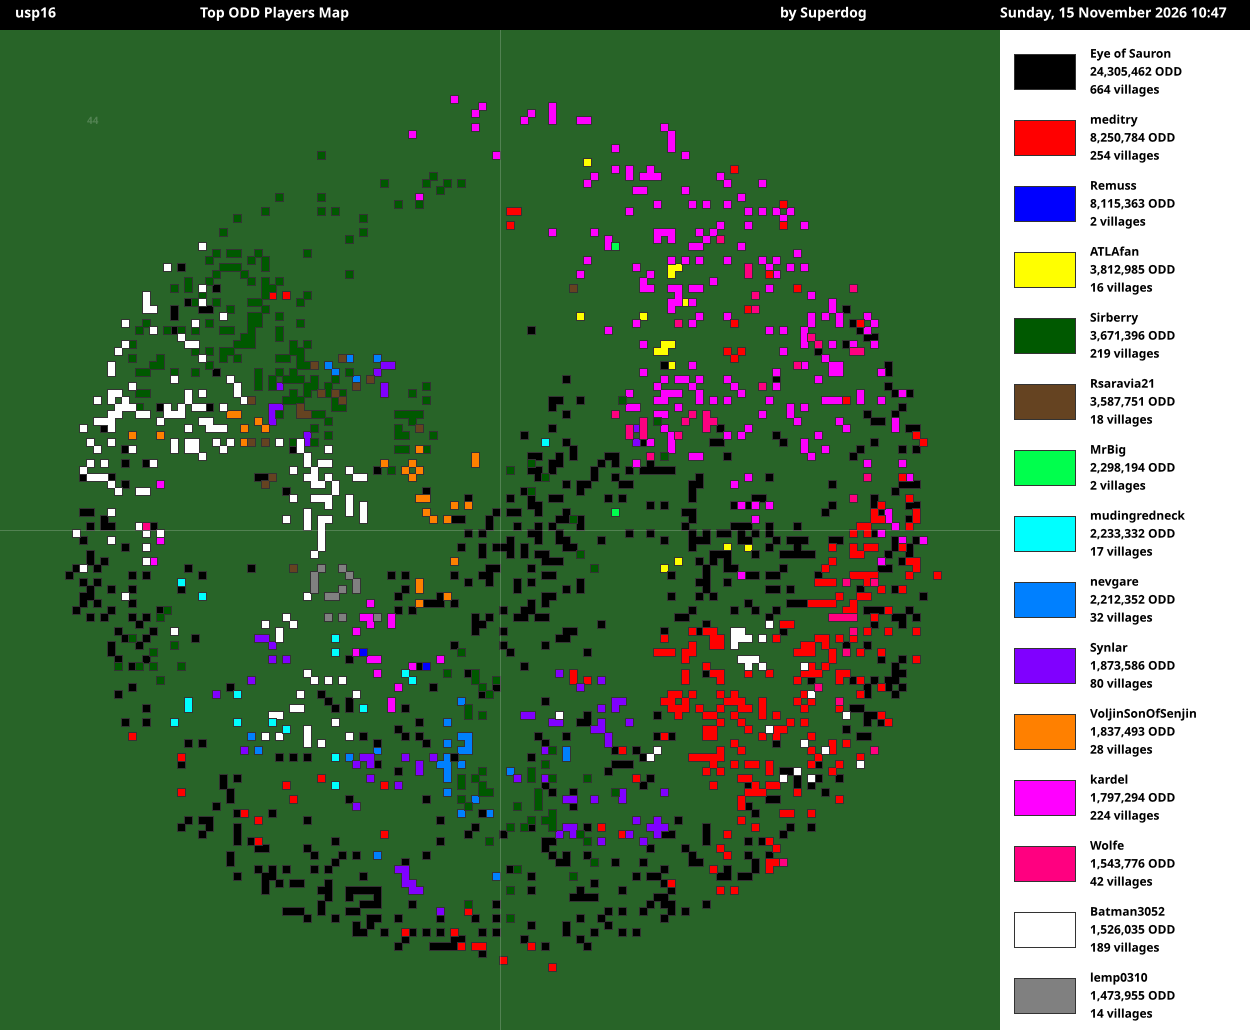 usp16 Top ODD Players Map by Superdog Sunday, 15 November 2026 10:47
44
Eye of Sauron
24,305,462 ODD
664 villages
meditry
8,250,784 ODD
254 villages
Remuss
8,115,363 ODD
2 villages
ATLAfan
3,812,985 ODD
16 villages
Sirberry
3,671,396 ODD
219 villages
Rsaravia21
3,587,751 ODD
18 villages
MrBig
2,298,194 ODD
2 villages
mudingredneck
2,233,332 ODD
17 villages
nevgare
2,212,352 ODD
32 villages
Synlar
1,873,586 ODD
80 villages
VoljinSonOfSenjin
1,837,493 ODD
28 villages
kardel
1,797,294 ODD
224 villages
Wolfe
1,543,776 ODD
42 villages
Batman3052
1,526,035 ODD
189 villages
lemp0310
1,473,955 ODD
14 villages